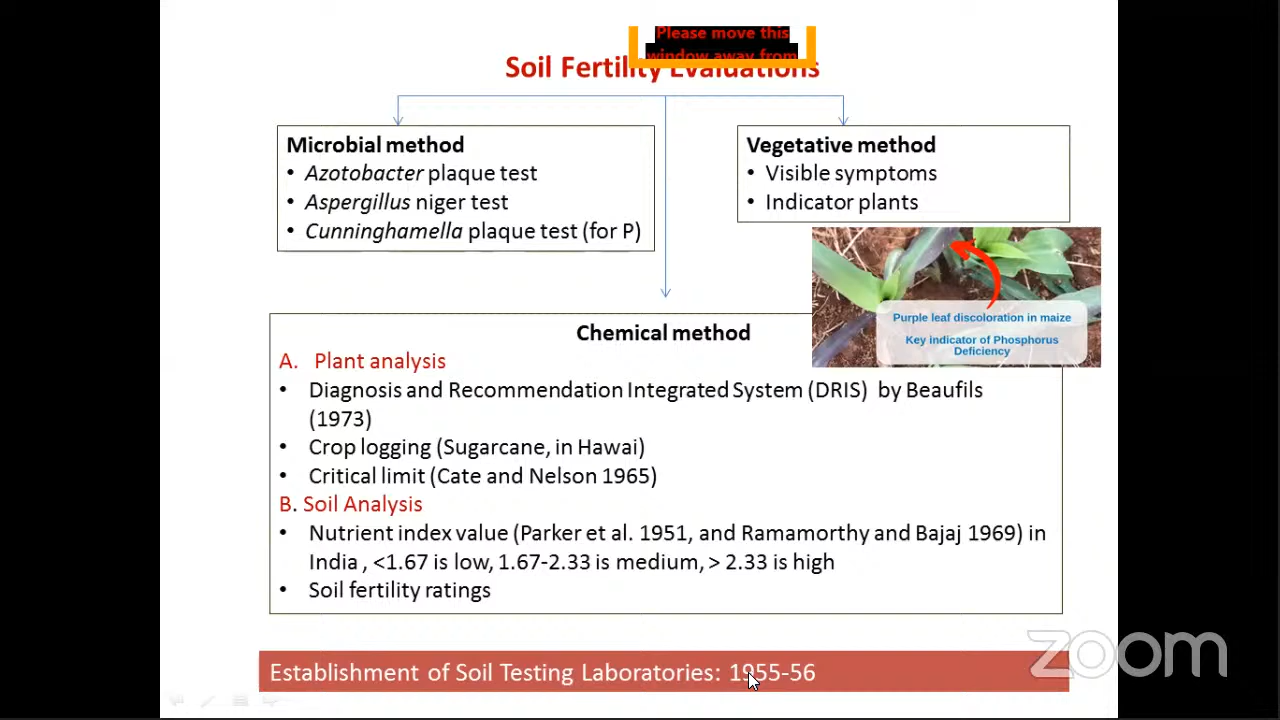 Please move this
window away from
Soil Fertility Evaluations
Microbial method
• Azotobacter plaque test
• Aspergillus niger test
• Cunninghamella plaque test (for P)
Vegetative method
• Visible symptoms
• Indicator plants
Purple leaf discoloration in maize
Key indicator of Phosphorus
Deficiency
Chemical method
A. Plant analysis
• Diagnosis and Recommendation Integrated System (DRIS) by Beaufils
(1973)
• Crop logging (Sugarcane, in Hawai)
• Critical limit (Cate and Nelson 1965)
B. Soil Analysis
• Nutrient index value (Parker et al. 1951, and Ramamorthy and Bajaj 1969) in
India , <1.67 is low, 1.67-2.33 is medium, > 2.33 is high
• Soil fertility ratings
Establishment of Soil Testing Laboratories: 1955-56
zoom